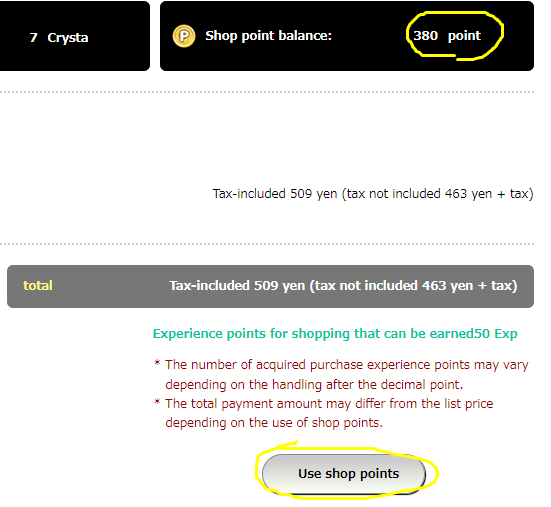 7 Crysta
P Shop point balance: 380 point
Tax-included 509 yen (tax not included 463 yen + tax)
total Tax-included 509 yen (tax not included 463 yen + tax)
Experience points for shopping that can be earned50 Exp
* The number of acquired purchase experience points may vary
depending on the handling after the decimal point.
* The total payment amount may differ from the list price
depending on the use of shop points.
Use shop points